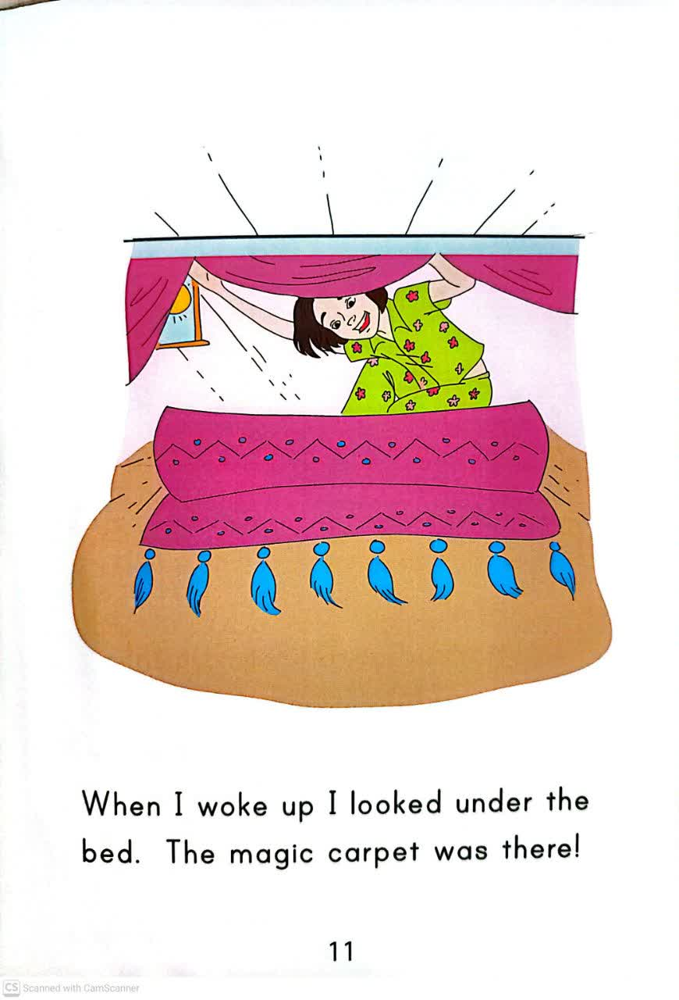 When I woke up I looked under the
bed. The magic carpet was there!
11
CS Scanned with CamScanner